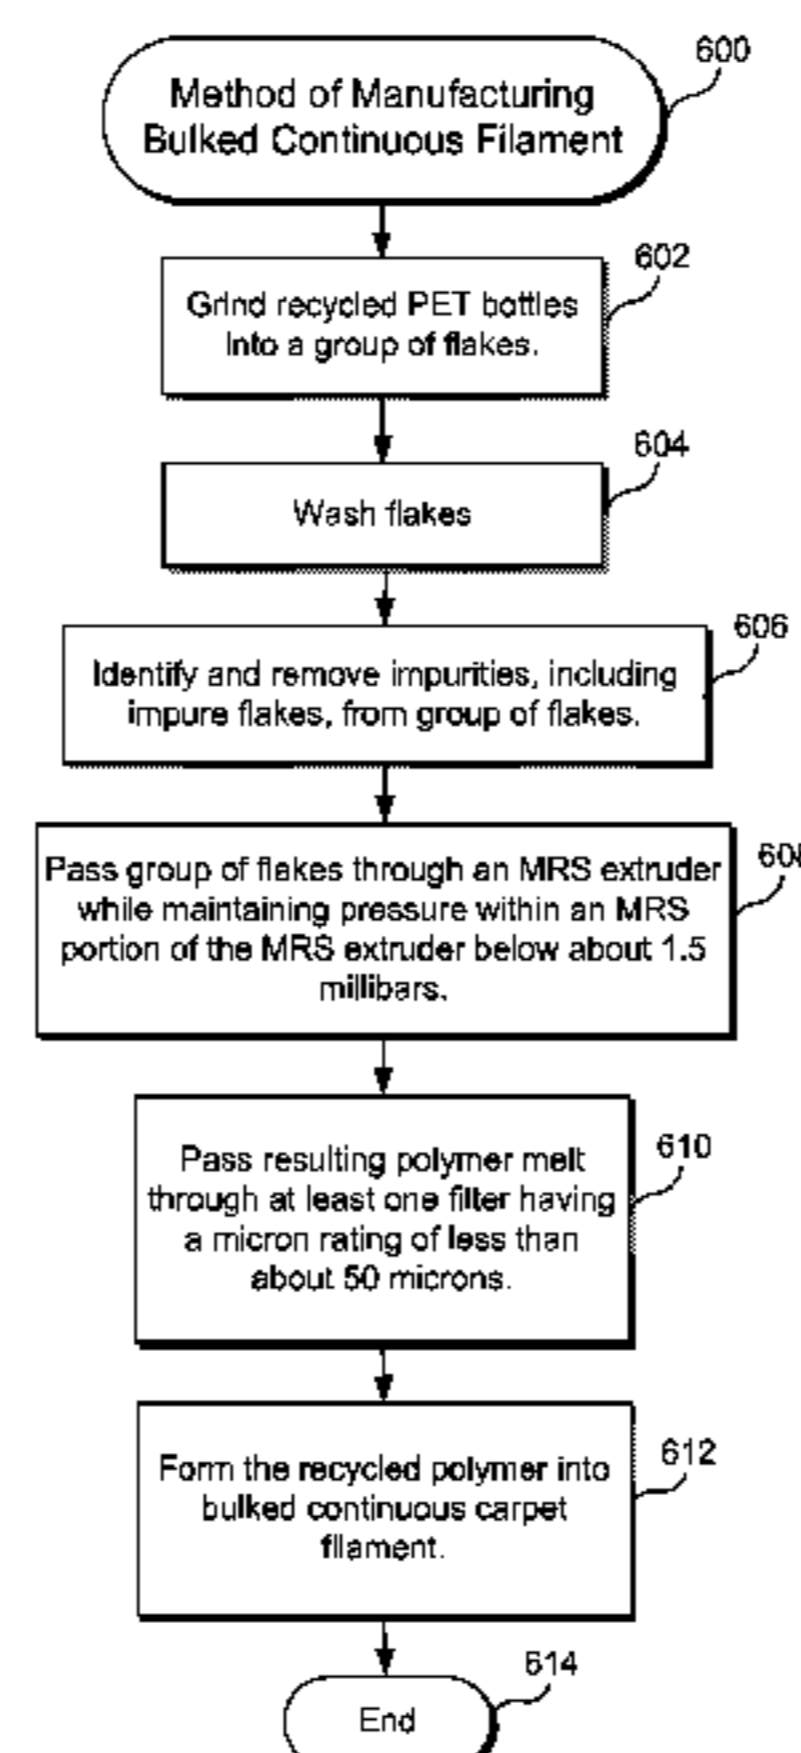 600
Method of Manufacturing
Bulked Continuous Filament
602
Grind recycled PET bottles
into a group of flakes.
604
Wash flakes
606
Identify and remove impurities, including
impure flakes, from group of flakes.
608
Pass group of flakes through an MRS extruder
while maintaining pressure within an MRS
portion of the MRS extruder below about 1.5
millibars.
610
Pass resulting polymer melt
through at least one filter having
a micron rating of less than
about 50 microns.
612
Form the recycled polymer into
bulked continuous carpet
filament.
614
End